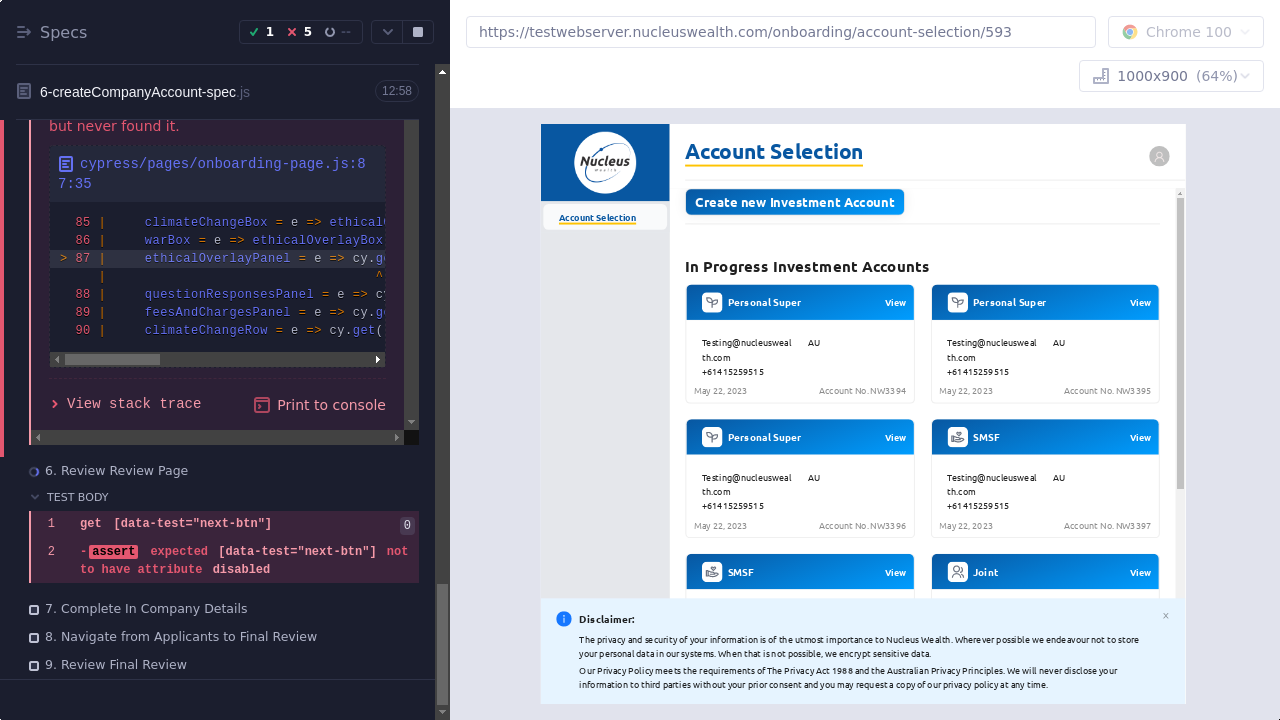 Specs
1 5 --
6-createCompanyAccount-spec.js
12:58
but never found it.
cypress/pages/onboarding-page.js:8
7:35
85 | climateChangeBox = e => ethical
86 | warBox = e => ethicalOverlayBox
> 87 | ethicalOverlayPanel = e => cy.ge
| ^
88 | questionResponsesPanel = e => cy
89 | feesAndChargesPanel = e => cy.ge
90 | climateChangeRow = e => cy.get(
View stack trace
Print to console
6. Review Review Page
TEST BODY
1 get [data-test="next-btn"] 0
2 -assert expected [data-test="next-btn"] not
to have attribute disabled
7. Complete In Company Details
8. Navigate from Applicants to Final Review
9. Review Final Review
https://testwebserver.nucleuswealth.com/onboarding/account-selection/593
Chrome 100
1000x900 (64%)
Nucleus
Wealth
Account Selection
Account Selection
Create new Investment Account
In Progress Investment Accounts
Personal Super View
Testing@nucleusweal AU
th.com
+61415259515
May 22, 2023 Account No. NW3394
Personal Super View
Testing@nucleusweal AU
th.com
+61415259515
May 22, 2023 Account No. NW3395
Personal Super View
Testing@nucleusweal AU
th.com
+61415259515
May 22, 2023 Account No. NW3396
SMSF View
Testing@nucleusweal AU
th.com
+61415259515
May 22, 2023 Account No. NW3397
SMSF View
Joint View
Disclaimer: x
The privacy and security of your information is of the utmost importance to Nucleus Wealth. Wherever possible we endeavour not to store
your personal data in our systems. When that is not possible, we encrypt sensitive data.
Our Privacy Policy meets the requirements of The Privacy Act 1988 and the Australian Privacy Principles. We will never disclose your
information to third parties without your prior consent and you may request a copy of our privacy policy at any time.